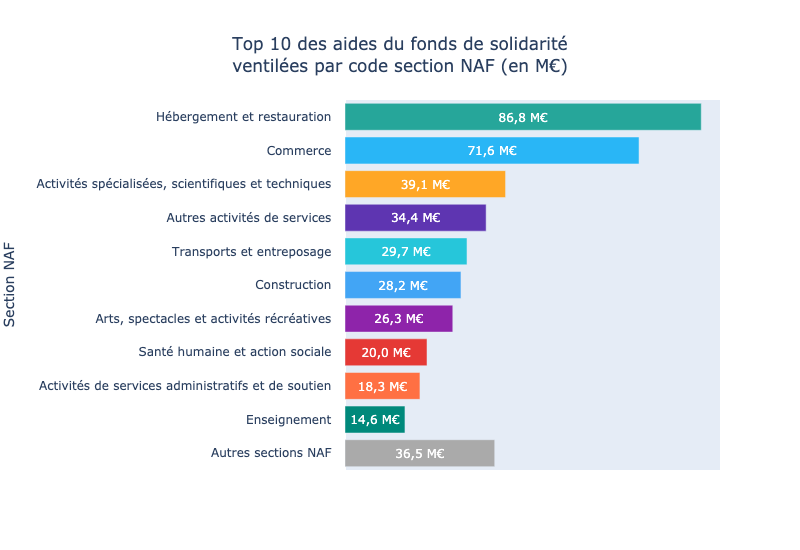 Top 10 des aides du fonds de solidarité
ventilées par code section NAF (en M€)
Section NAF
Hébergement et restauration 86,8 M€
Commerce 71,6 M€
Activités spécialisées, scientifiques et techniques 39,1 M€
Autres activités de services 34,4 M€
Transports et entreposage 29,7 M€
Construction 28,2 M€
Arts, spectacles et activités récréatives 26,3 M€
Santé humaine et action sociale 20,0 M€
Activités de services administratifs et de soutien 18,3 M€
Enseignement 14,6 M€
Autres sections NAF 36,5 M€